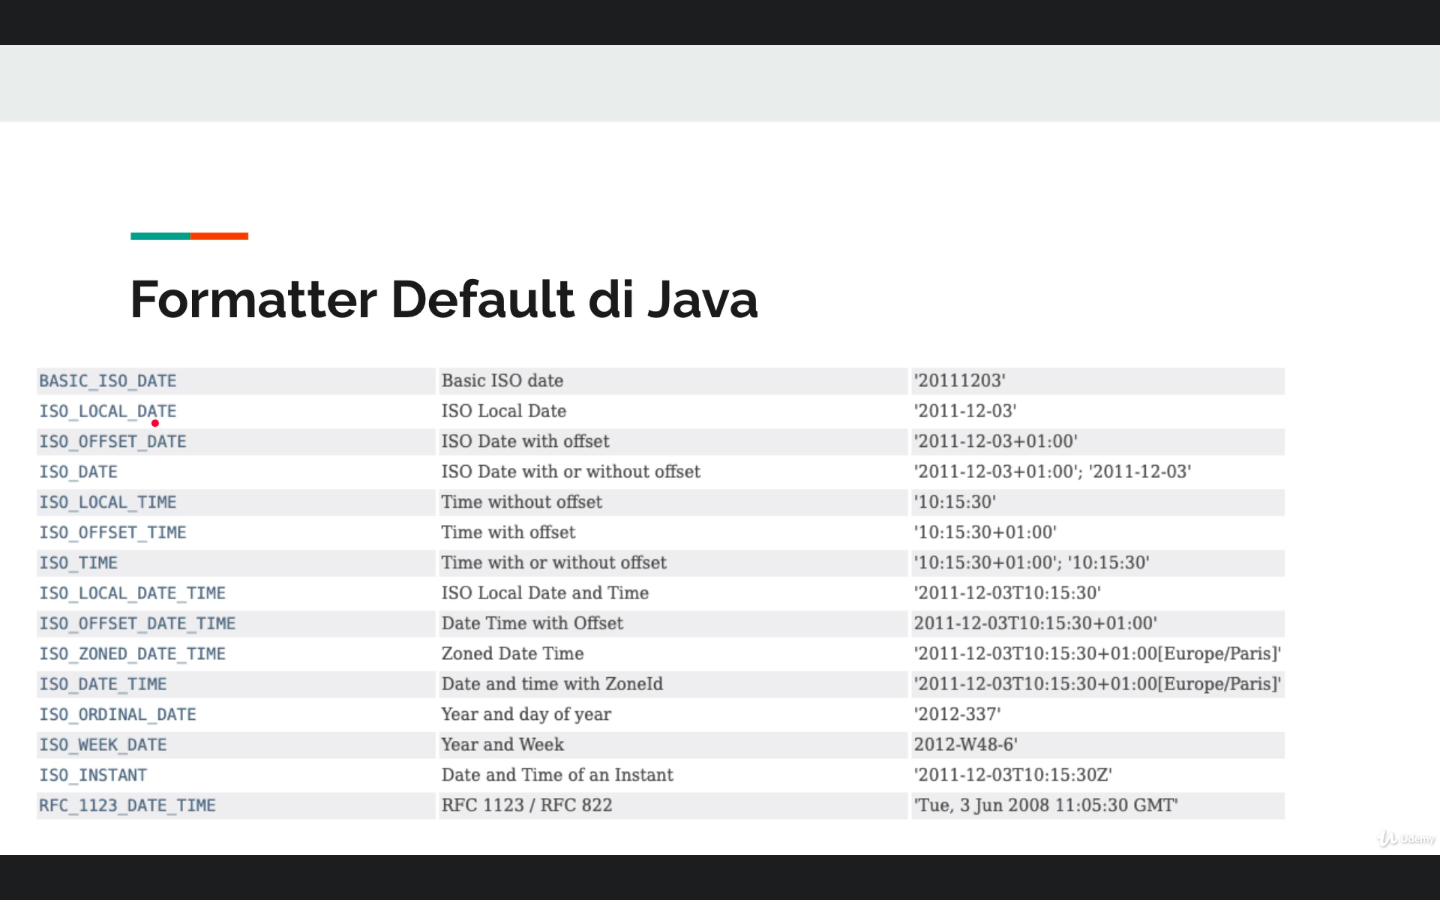 Formatter Default di Java
BASIC_ISO_DATE Basic ISO date '20111203'
ISO_LOCAL_DATE ISO Local Date '2011-12-03'
ISO_OFFSET_DATE ISO Date with offset '2011-12-03+01:00'
ISO_DATE ISO Date with or without offset '2011-12-03+01:00'; '2011-12-03'
ISO_LOCAL_TIME Time without offset '10:15:30'
ISO_OFFSET_TIME Time with offset '10:15:30+01:00'
ISO_TIME Time with or without offset '10:15:30+01:00'; '10:15:30'
ISO_LOCAL_DATE_TIME ISO Local Date and Time '2011-12-03T10:15:30'
ISO_OFFSET_DATE_TIME Date Time with Offset 2011-12-03T10:15:30+01:00'
ISO_ZONED_DATE_TIME Zoned Date Time '2011-12-03T10:15:30+01:00[Europe/Paris]'
ISO_DATE_TIME Date and time with ZoneId '2011-12-03T10:15:30+01:00[Europe/Paris]'
ISO_ORDINAL_DATE Year and day of year '2012-337'
ISO_WEEK_DATE Year and Week 2012-W48-6'
ISO_INSTANT Date and Time of an Instant '2011-12-03T10:15:30Z'
RFC_1123_DATE_TIME RFC 1123 / RFC 822 'Tue, 3 Jun 2008 11:05:30 GMT'
Udemy